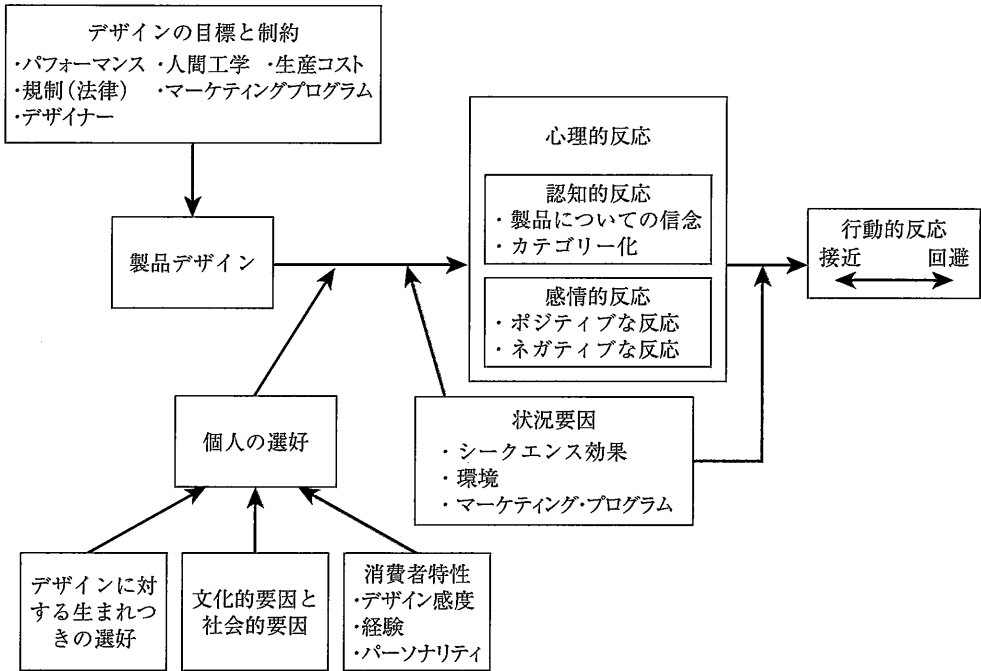 デザインの目標と制約
・パフォーマンス ・人間工学 ・生産コスト
・規制(法律) ・マーケティングプログラム
・デザイナー
製品デザイン
心理的反応
認知的反応
・製品についての信念
・カテゴリー化
感情的反応
・ポジティブな反応
・ネガティブな反応
行動的反応
接近 回避
個人の選好
状況要因
・シークエンス効果
・環境
・マーケティング・プログラム
デザインに対
する生まれつ
きの選好
文化的要因と
社会的要因
消費者特性
・デザイン感度
・経験
・パーソナリティ